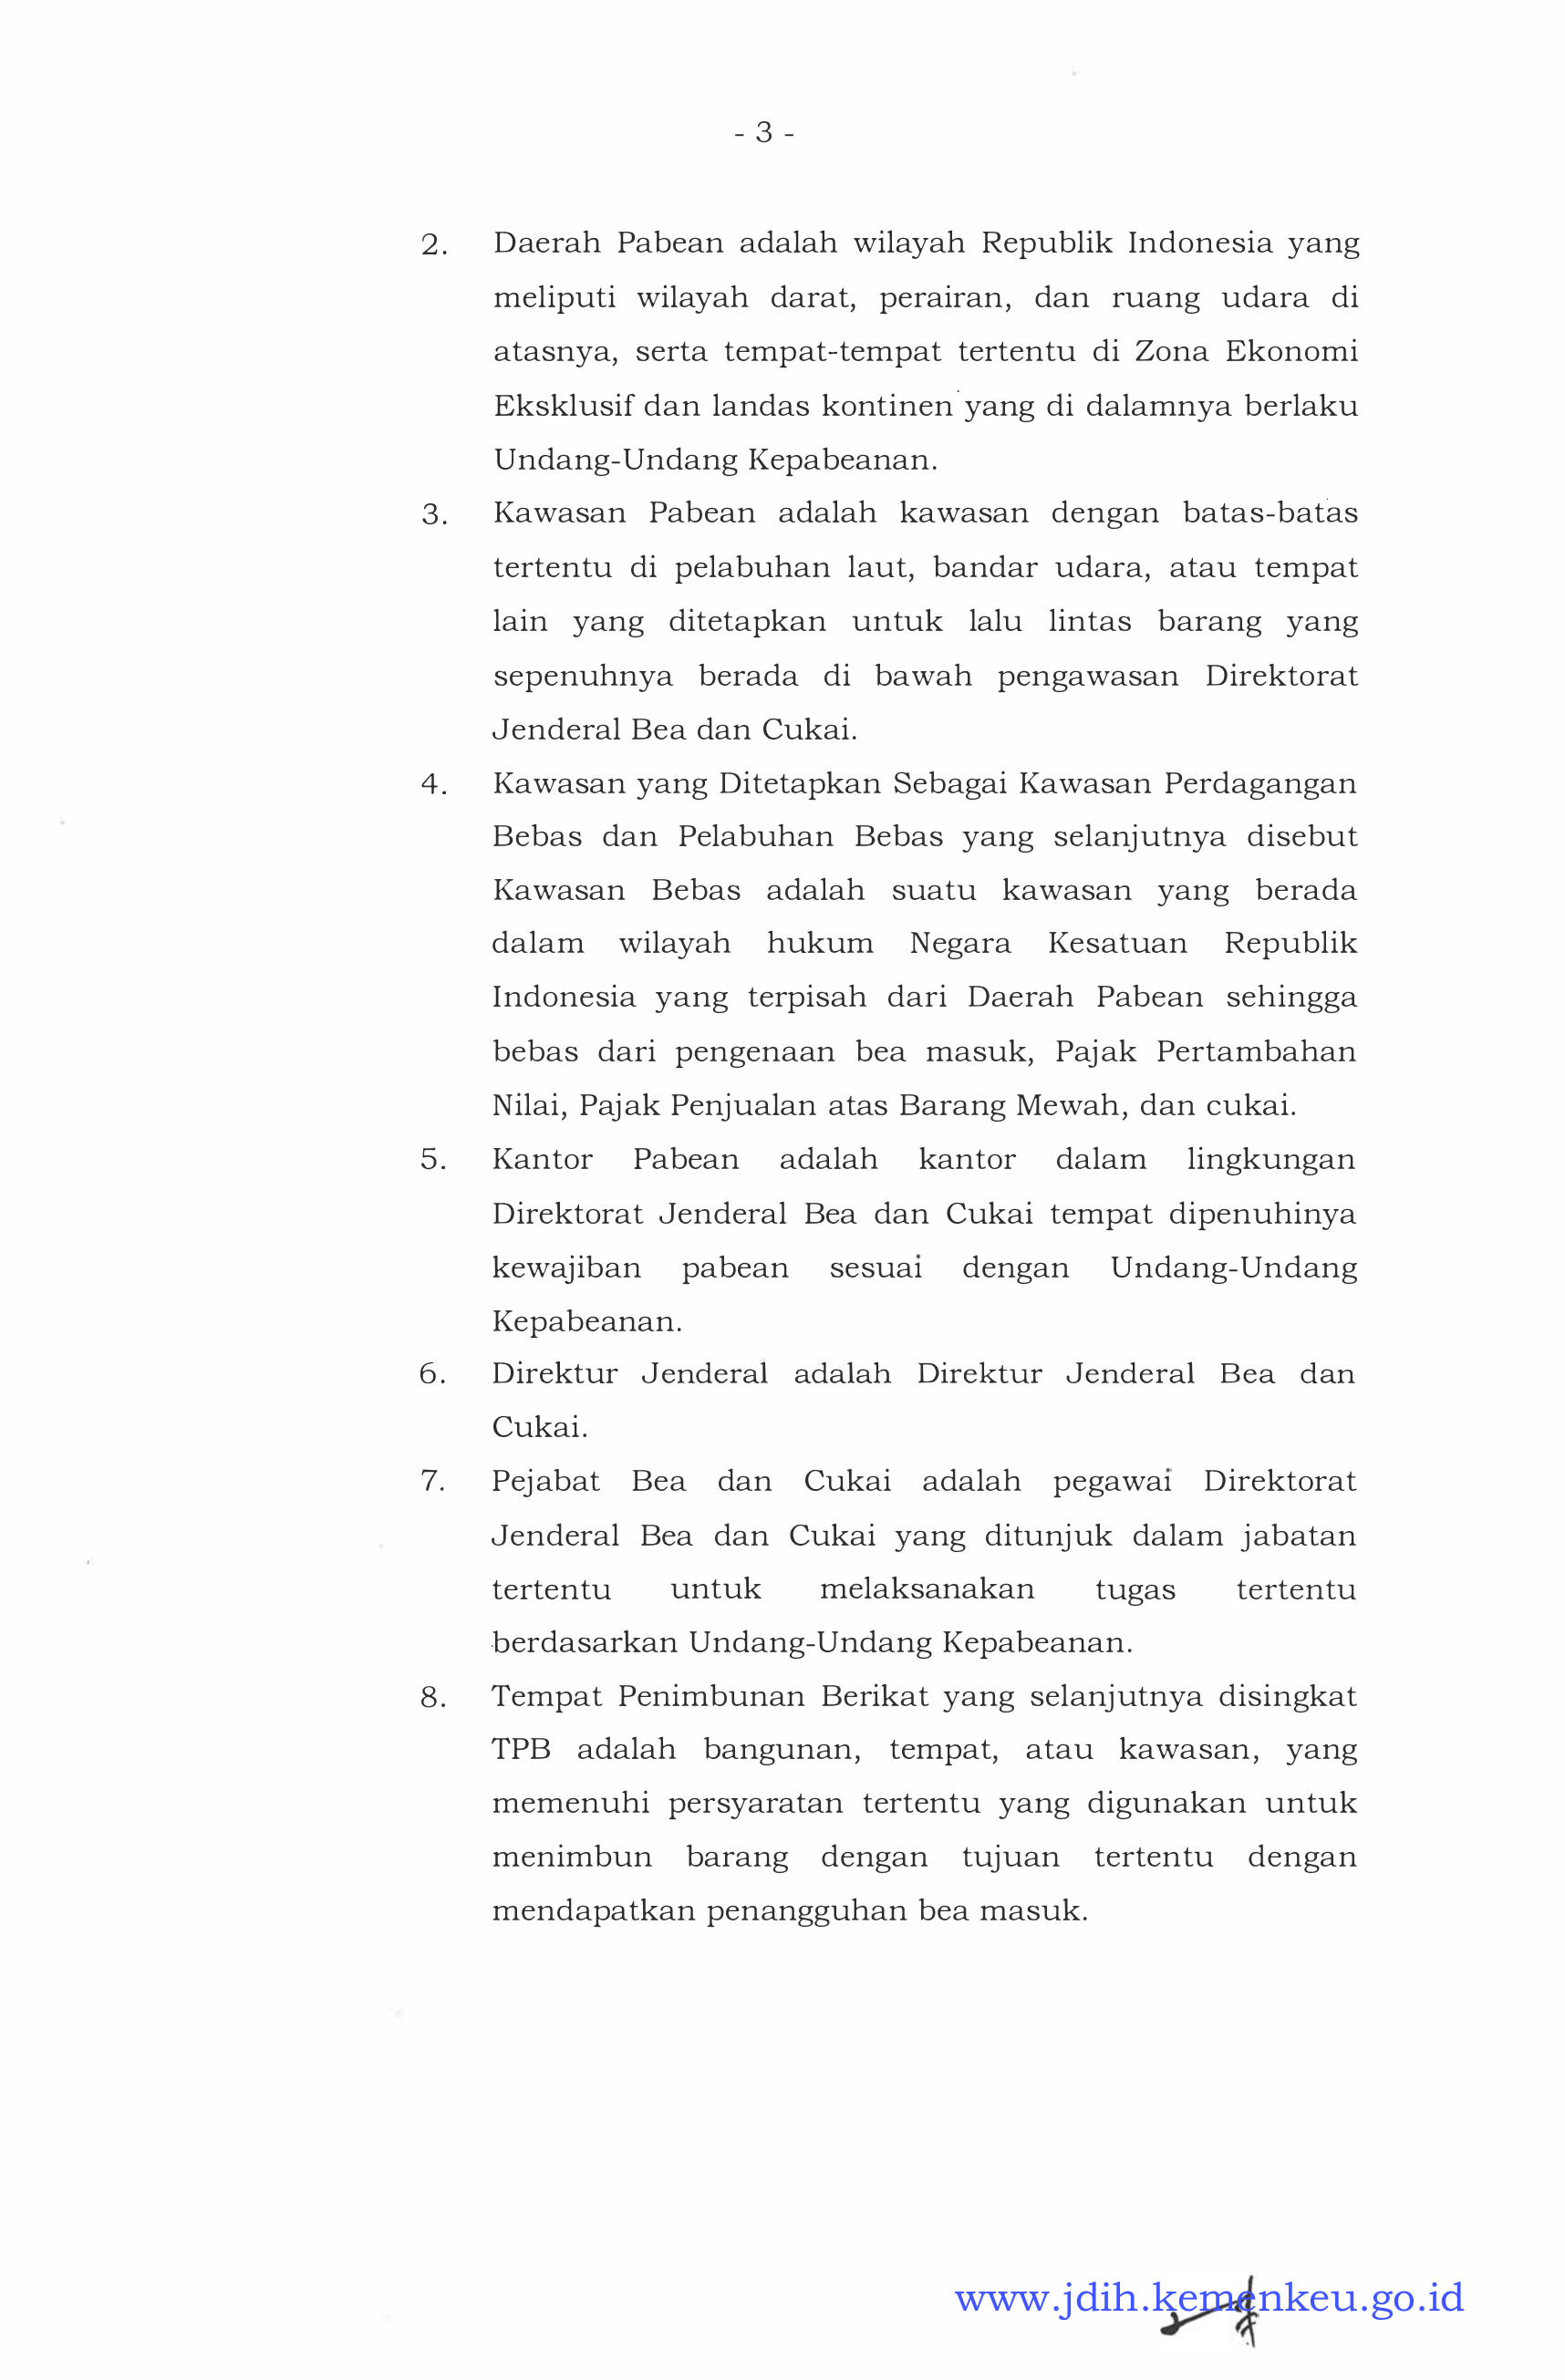 - 3 -
2. Daerah Pabean adalah wilayah Republik Indonesia yang
meliputi wilayah darat, perairan, dan ruang udara di
atasnya, serta tempat-tempat tertentu di Zona Ekonomi
Eksklusif dan landas kontinen yang di dalamnya berlaku
Undang-Undang Kepabeanan.
3. Kawasan Pabean adalah kawasan dengan batas-batas
tertentu di pelabuhan laut, bandar udara, atau tempat
lain yang ditetapkan untuk lalu lintas barang yang
sepenuhnya berada di bawah pengawasan Direktorat
Jenderal Bea dan Cukai.
4. Kawasan yang Ditetapkan Sebagai Kawasan Perdagangan
Bebas dan Pelabuhan Bebas yang selanjutnya disebut
Kawasan Bebas adalah suatu kawasan yang berada
dalam wilayah hukum Negara Kesatuan Republik
Indonesia yang terpisah dari Daerah Pabean sehingga
bebas dari pengenaan bea masuk, Pajak Pertambahan
Nilai, Pajak Penjualan atas Barang Mewah, dan cukai.
5. Kantor Pabean adalah kantor dalam lingkungan
Direktorat Jenderal Bea dan Cukai tempat dipenuhinya
kewajiban pabean sesuai dengan Undang-Undang
Kepabeanan.
6. Direktur Jenderal adalah Direktur Jenderal Bea dan
Cukai.
7. Pejabat Bea dan Cukai adalah pegawai Direktorat
Jenderal Bea dan Cukai yang ditunjuk dalam jabatan
tertentu untuk melaksanakan tugas tertentu
berdasarkan Undang-Undang Kepabeanan.
8. Tempat Penimbunan Berikat yang selanjutnya disingkat
TPB adalah bangunan, tempat, atau kawasan, yang
memenuhi persyaratan tertentu yang digunakan untuk
menimbun barang dengan tujuan tertentu dengan
mendapatkan penangguhan bea masuk.
www.jdih.kemenkeu.go.id